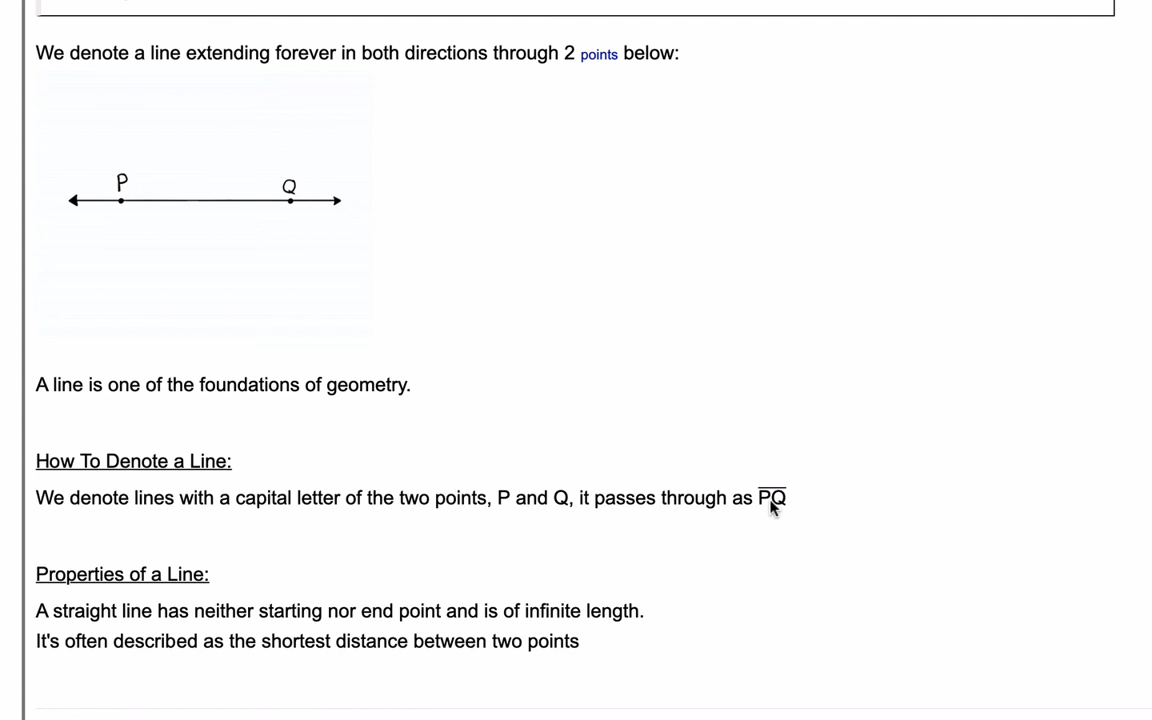 We denote a line extending forever in both directions through 2 points below:
P
Q
A line is one of the foundations of geometry.
How To Denote a Line:
We denote lines with a capital letter of the two points, P and Q, it passes through as P̅Q̅
Properties of a Line:
A straight line has neither starting nor end point and is of infinite length.
It's often described as the shortest distance between two points